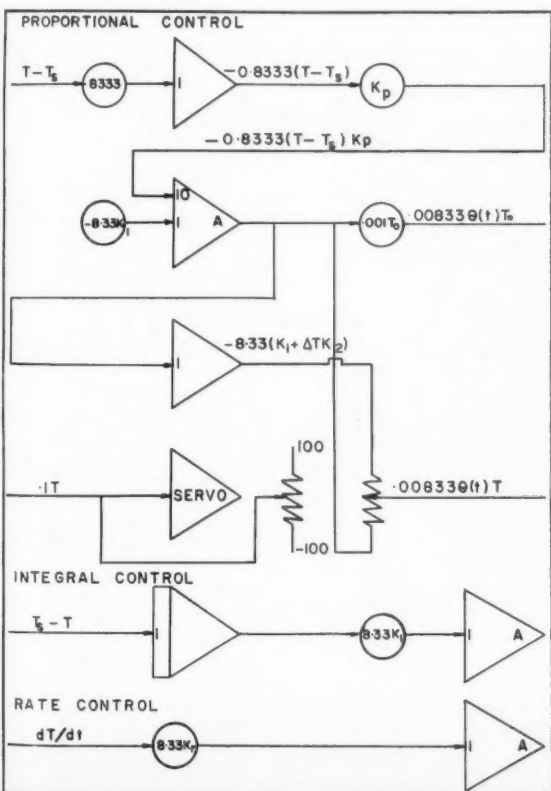 PROPORTIONAL CONTROL
T-Tₛ
8333
1
-0·8333(T-Tₛ)
Kₚ
-0·8333(T-Tₛ)Kp
10
-8·33K₁
1
A
·001T₀
·00833θ(t)T₀
1
-8·33(K₁+ΔTK₂)
100
·1T
SERVO
·00833θ(t)T
-100
INTEGRAL CONTROL
Tₛ-T
1
8·33K₁
1
A
RATE CONTROL
dT/dt
8·33Kᵣ
1
A